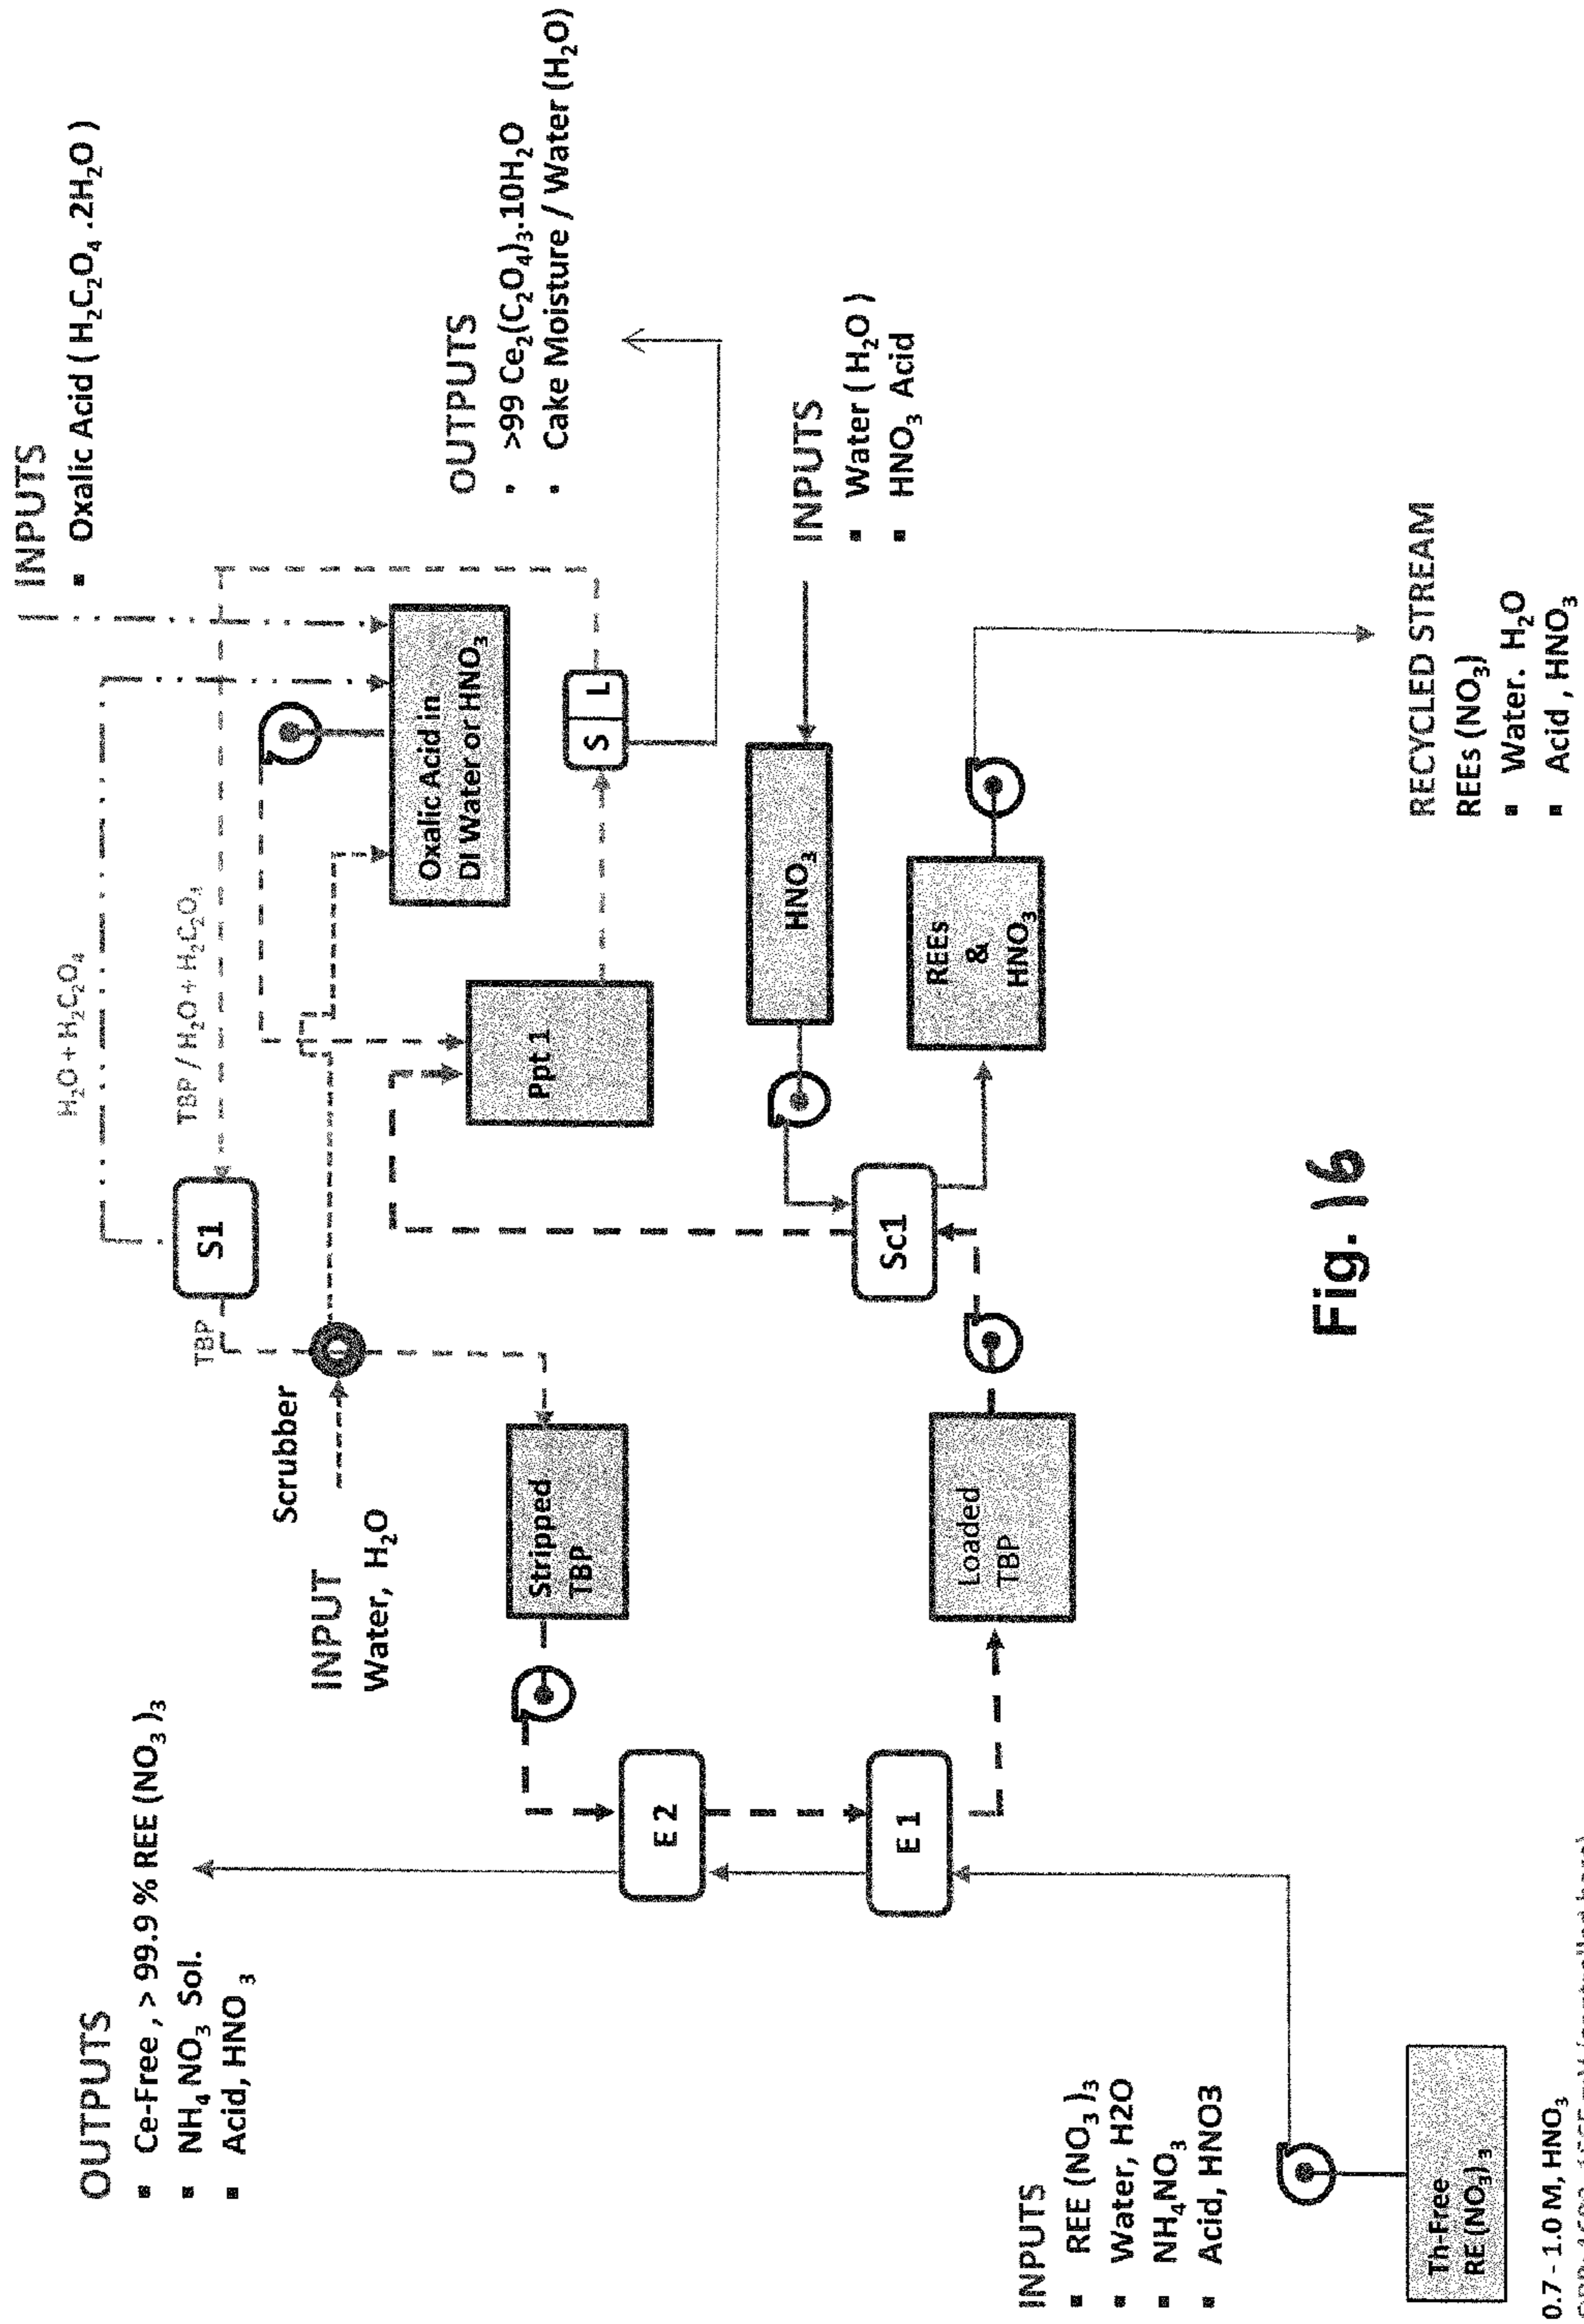 OUTPUTS
▪ Ce-Free , > 99.9 % REE (NO₃)₃
▪ NH₄ NO₃ Sol.
▪ Acid, HNO₃
INPUT
Water, H₂O
Scrubber
TBP
S1
H₂O + H₂C₂O₄
TBP / H₂O + H₂C₂O₄
INPUTS
▪ Oxalic Acid ( H₂C₂O₄ .2H₂O )
Oxalic Acid in
DI Water or HNO₃
Ppt 1
S L
OUTPUTS
▪ >99 Ce₂(C₂O₄)₃.10H₂O
▪ Cake Moisture / Water (H₂O)
Stripped
TBP
E 2
E 1
Loaded
TBP
Sc1
HNO₃
INPUTS
▪ Water ( H₂O )
▪ HNO₃ Acid
REEs
&
HNO₃
RECYCLED STREAM
REEs (NO₃)
▪ Water. H₂O
▪ Acid , HNO₃
INPUTS
▪ REE (NO₃)₃
▪ Water, H2O
▪ NH₄NO₃
▪ Acid, HNO3
Th-Free
RE (NO₃)₃
0.7 - 1.0 M, HNO₃
Fig. 16